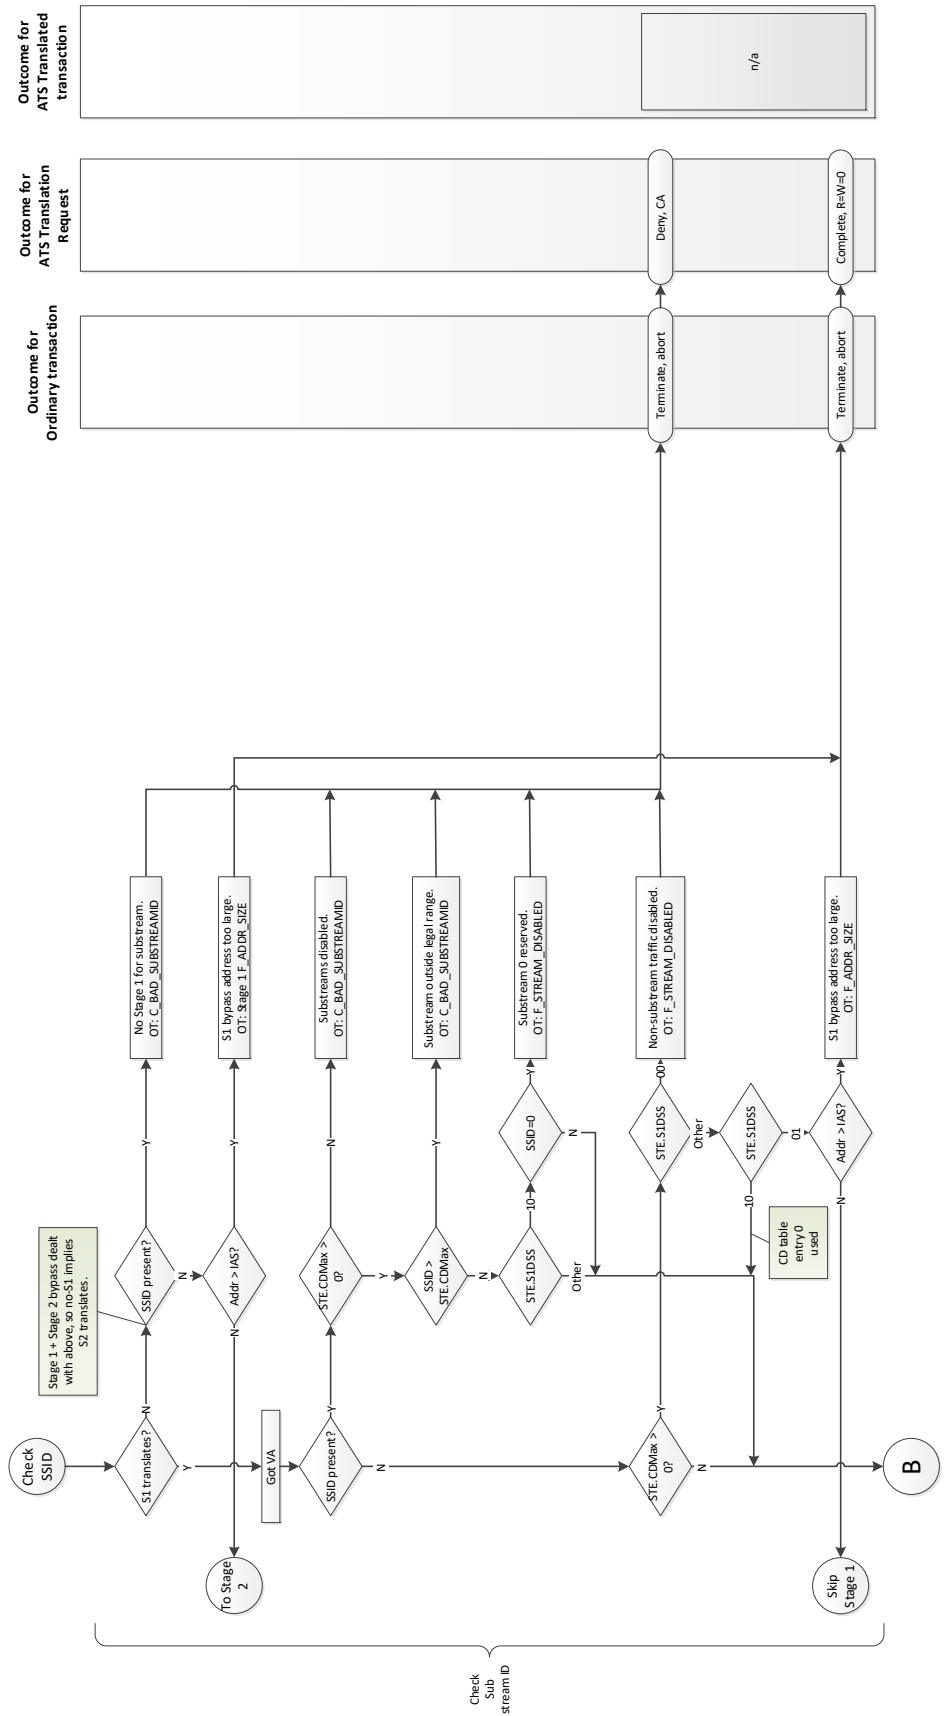 Outcome for
Ordinary transaction
Outcome for
ATS Translation
Request
Outcome for
ATS Translated
transaction
Check
SSID
Stage 1 + Stage 2 bypass dealt
with above, so no-S1 implies
S2 translates.
S1 translates?
N
SSID present?
Y
No Stage 1 for substream.
OT: C_BAD_SUBSTREAMID
Y
N
To Stage
2
N
Addr > IAS?
Y
S1 bypass address too large.
OT: Stage 1 F_ADDR_SIZE
Got VA
SSID present?
Y
STE.CDMax >
0?
N
Substreams disabled.
OT: C_BAD_SUBSTREAMID
N
Y
SSID >
STE.CDMax
Y
Substream outside legal range.
OT: C_BAD_SUBSTREAMID
N
STE.S1DSS
10
SSID=0
Y
Substream 0 reserved.
OT: F_STREAM_DISABLED
Other
N
STE.CDMax >
0?
Y
STE.S1DSS
00
Non-substream traffic disabled.
OT: F_STREAM_DISABLED
Terminate, abort
Deny, CA
n/a
N
Other
10
STE.S1DSS
CD table
entry 0
used
01
Skip
Stage 1
N
Addr > IAS?
Y
S1 bypass address too large.
OT: F_ADDR_SIZE
Terminate, abort
Complete, R=W=0
B
Check
Sub
stream ID